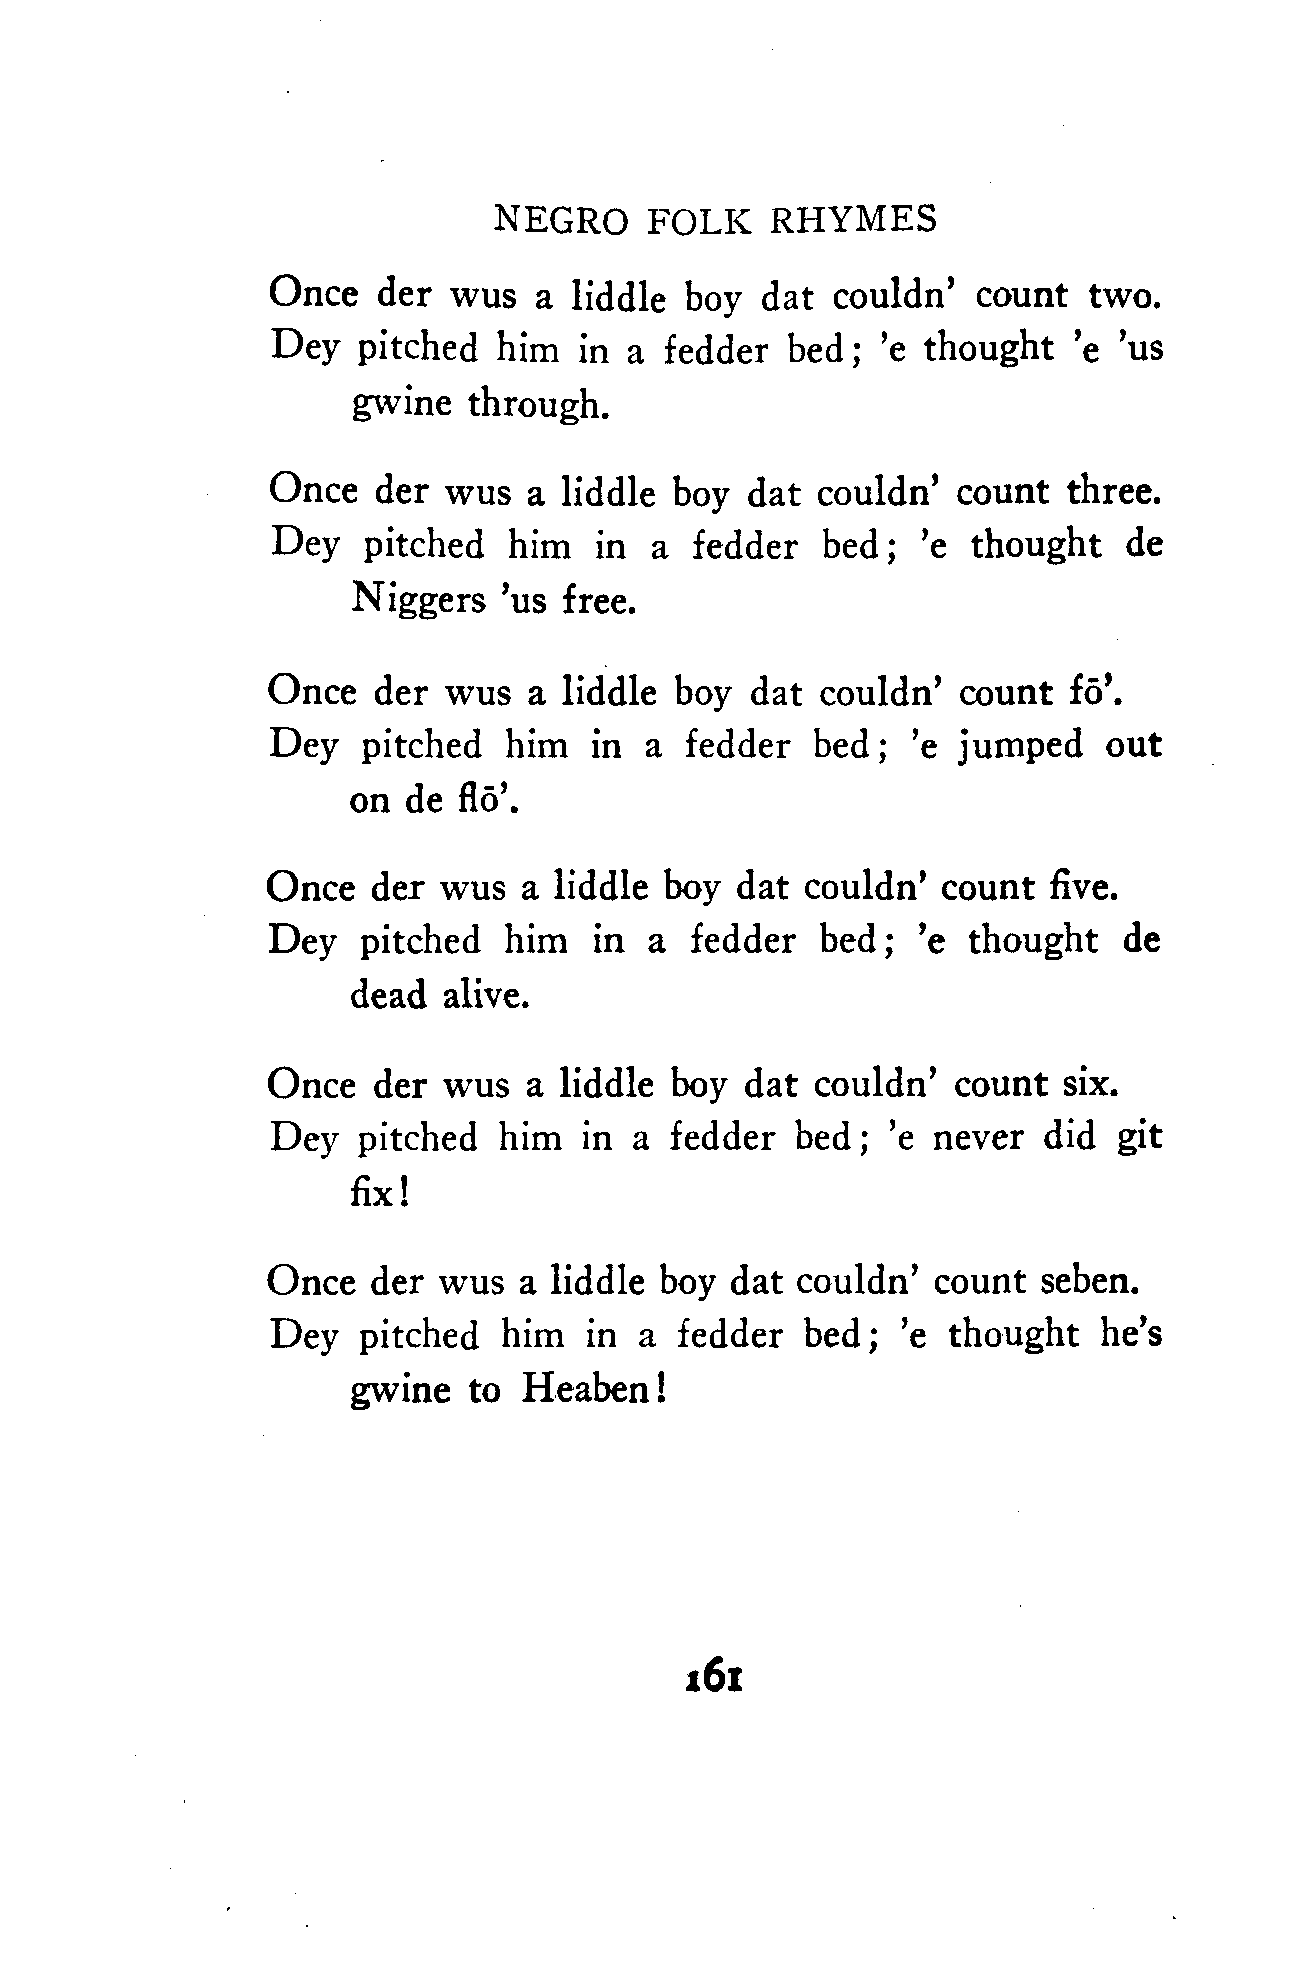 NEGRO FOLK RHYMES
Once der wus a liddle boy dat couldn' count two.
Dey pitched him in a fedder bed; 'e thought 'e 'us
gwine through.
Once der wus a liddle boy dat couldn' count three.
Dey pitched him in a fedder bed; 'e thought de
Niggers 'us free.
Once der wus a liddle boy dat couldn' count fō'.
Dey pitched him in a fedder bed; 'e jumped out
on de flō'.
Once der wus a liddle boy dat couldn' count five.
Dey pitched him in a fedder bed; 'e thought de
dead alive.
Once der wus a liddle boy dat couldn' count six.
Dey pitched him in a fedder bed; 'e never did git
fix!
Once der wus a liddle boy dat couldn' count seben.
Dey pitched him in a fedder bed; 'e thought he's
gwine to Heaben!
161